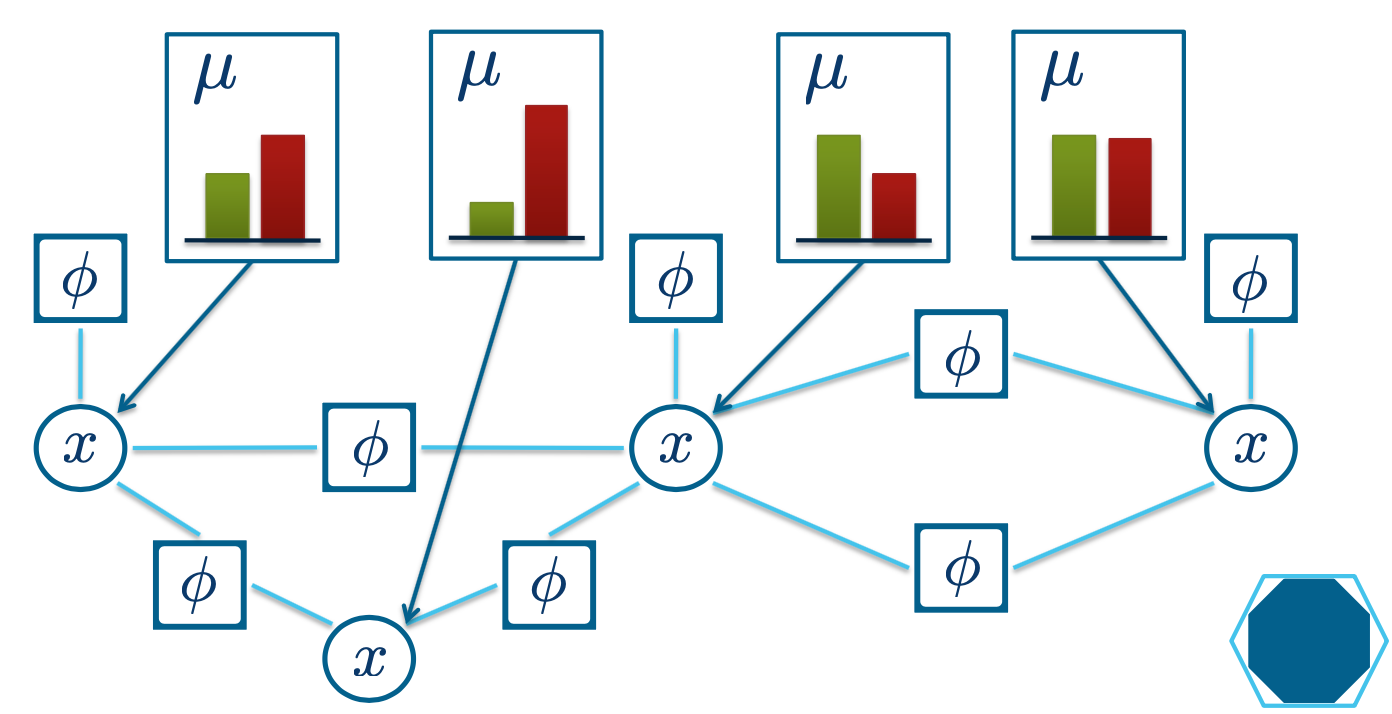 μ μ μ μ
ϕ ϕ ϕ
ϕ
x ϕ x x
ϕ ϕ ϕ
x